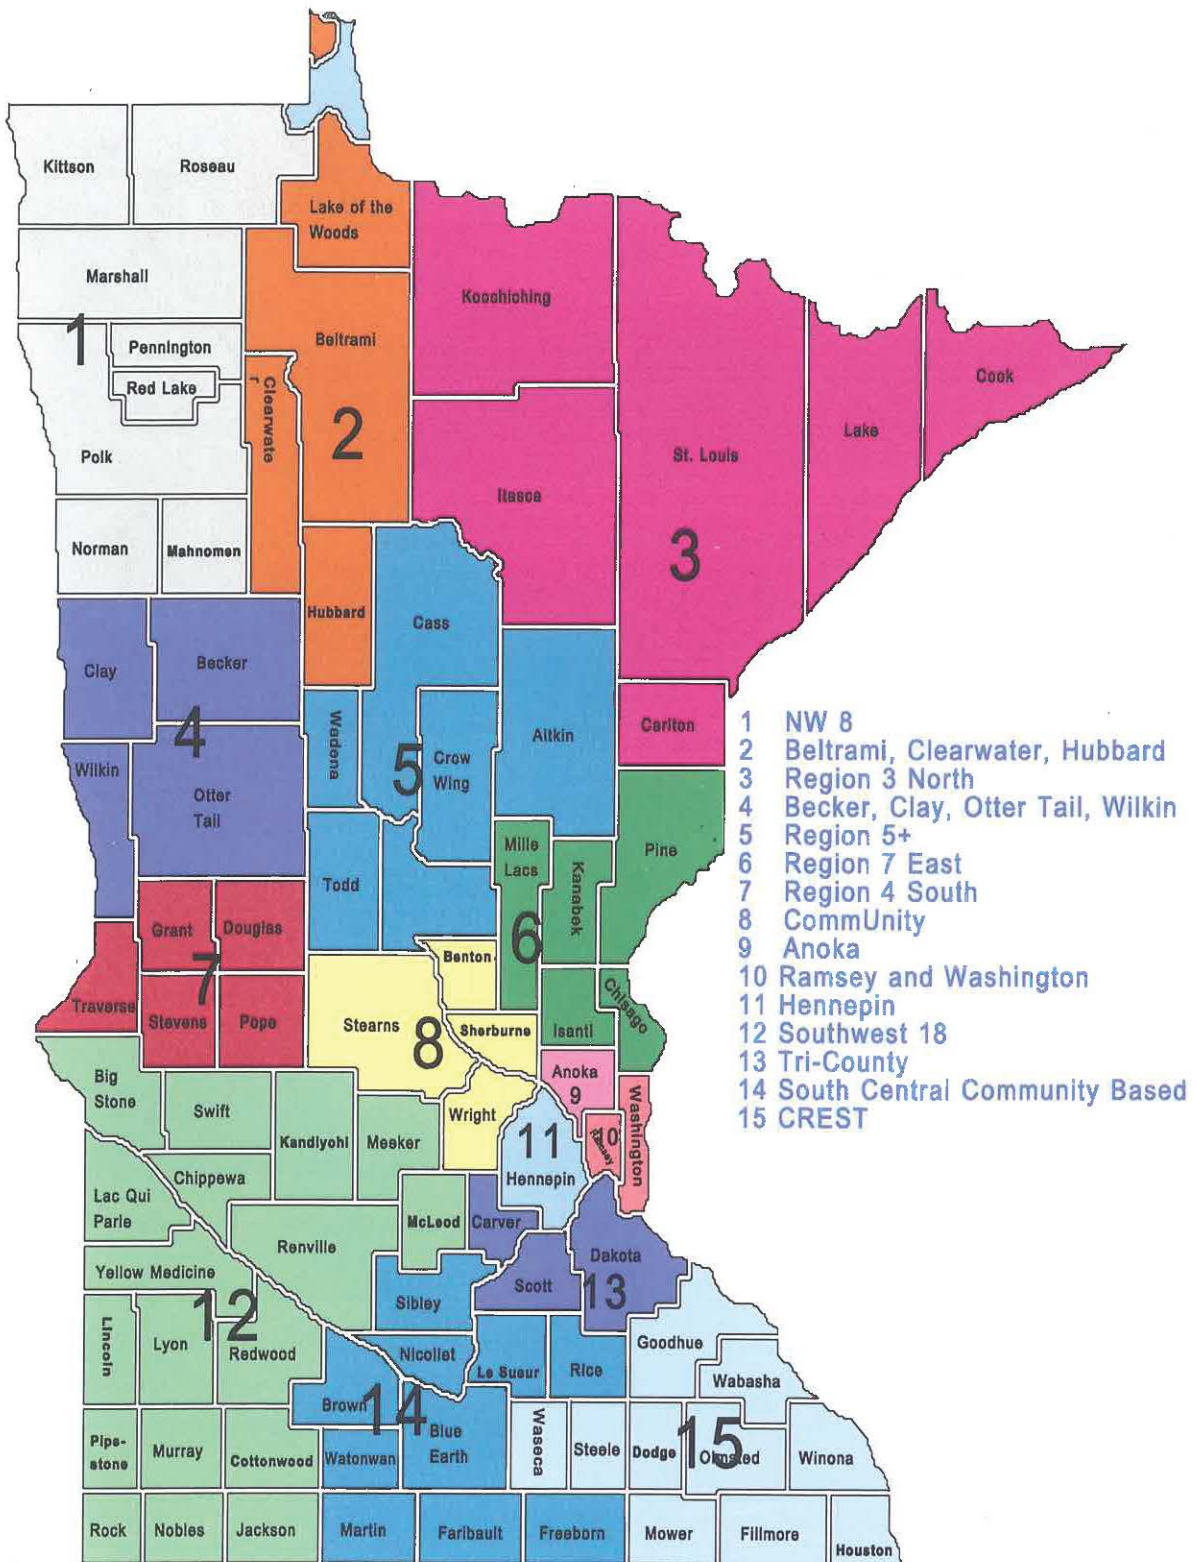 Kittson
Roseau
Lake of the
Woods
Marshall
Koochiching
1
Pennington
Beltrami
Red Lake
Clearwate
r
Cook
2
Lake
Polk
St. Louis
Itasca
Norman
Mahnomen
3
Hubbard
Cass
Clay
Becker
4
Wadena
5
Crow
Wing
Aitkin
Carlton
Wilkin
Otter
Tail
Mille
Lacs
Kanabek
Pine
Todd
6
Grant
Douglas
7
Benton
Traverse
Stevens
Pope
Stearns
8
Sherburne
Isanti
Chisago
Big
Stone
Swift
Kandiyohi
Meeker
Wright
Anoka
9
11
Hennepin
10
Ramsey
Washington
Lac Qui
Parle
Chippewa
McLeod
Carver
Renville
Yellow Medicine
12
Sibley
Scott
Dakota
13
Lincoln
Lyon
Redwood
Nicollet
Le Sueur
Rice
Goodhue
Wabasha
Brown
14
Blue
Earth
Waseca
Steele
Dodge
15
Olmsted
Winona
Pipe-
stone
Murray
Cottonwood
Watonwan
Rock
Nobles
Jackson
Martin
Faribault
Freeborn
Mower
Fillmore
Houston
1 NW 8
2 Beltrami, Clearwater, Hubbard
3 Region 3 North
4 Becker, Clay, Otter Tail, Wilkin
5 Region 5+
6 Region 7 East
7 Region 4 South
8 CommUnity
9 Anoka
10 Ramsey and Washington
11 Hennepin
12 Southwest 18
13 Tri-County
14 South Central Community Based
15 CREST